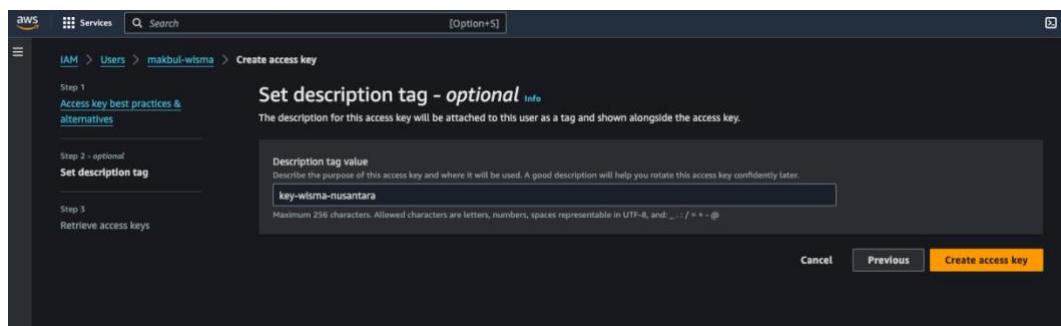 aws
Services
Search
[Option+S]
IAM > Users > makbul-wisma > Create access key
Step 1
Access key best practices &
alternatives
Step 2 - optional
Set description tag
Step 3
Retrieve access keys
Set description tag - optional Info
The description for this access key will be attached to this user as a tag and shown alongside the access key.
Description tag value
Describe the purpose of this access key and where it will be used. A good description will help you rotate this access key confidently later.
key-wisma-nusantara
Maximum 256 characters. Allowed characters are letters, numbers, spaces representable in UTF-8, and: _ . : / = + - @
Cancel
Previous
Create access key